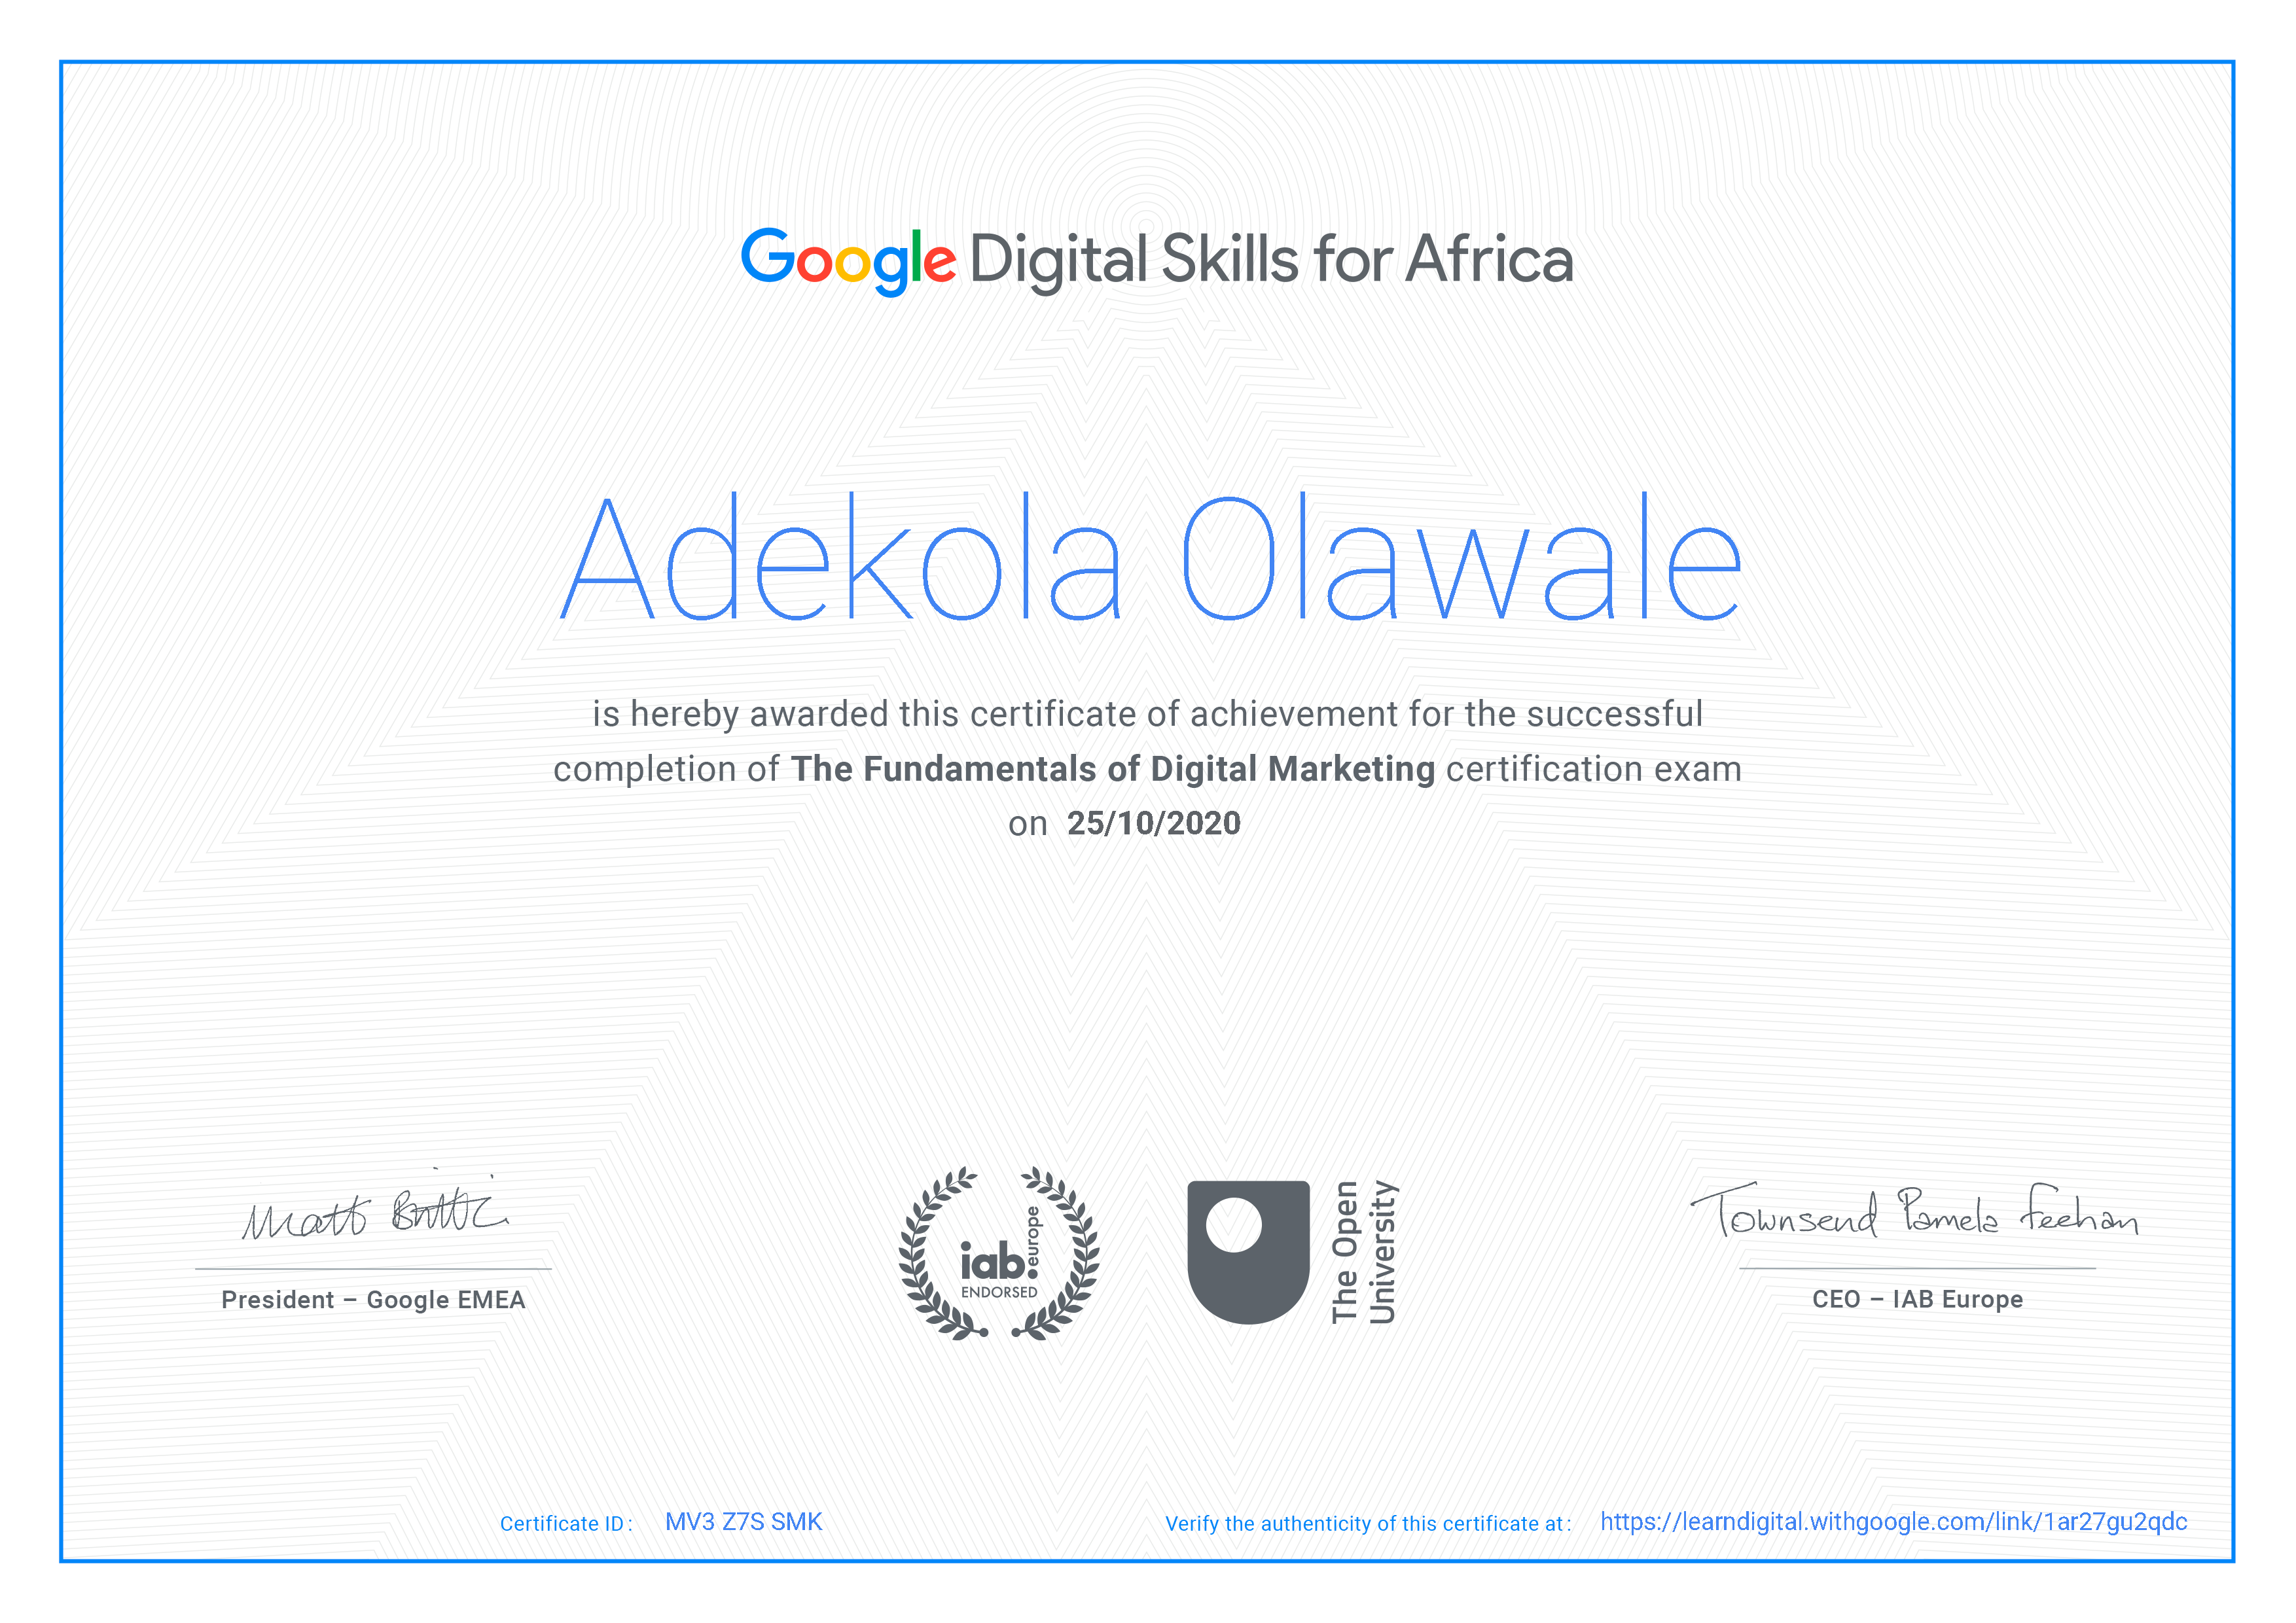 Google Digital Skills for Africa
Adekola Olawale
is hereby awarded this certificate of achievement for the successful
completion of The Fundamentals of Digital Marketing certification exam
on 25/10/2020
Matt Brittin
President – Google EMEA
iab.europe
ENDORSED
The Open
University
Townsend Pamela Feehan
CEO – IAB Europe
Certificate ID: MV3 Z7S SMK
Verify the authenticity of this certificate at: https://learndigital.withgoogle.com/link/1ar27gu2qdc